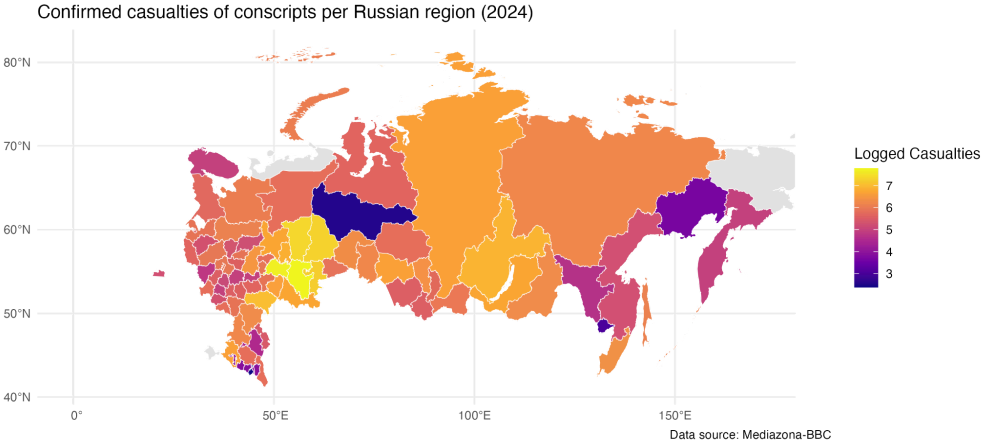 Confirmed casualties of conscripts per Russian region (2024)
80°N
70°N
60°N
50°N
40°N
0°
50°E
100°E
150°E
Logged Casualties
7
6
5
4
3
Data source: Mediazona-BBC